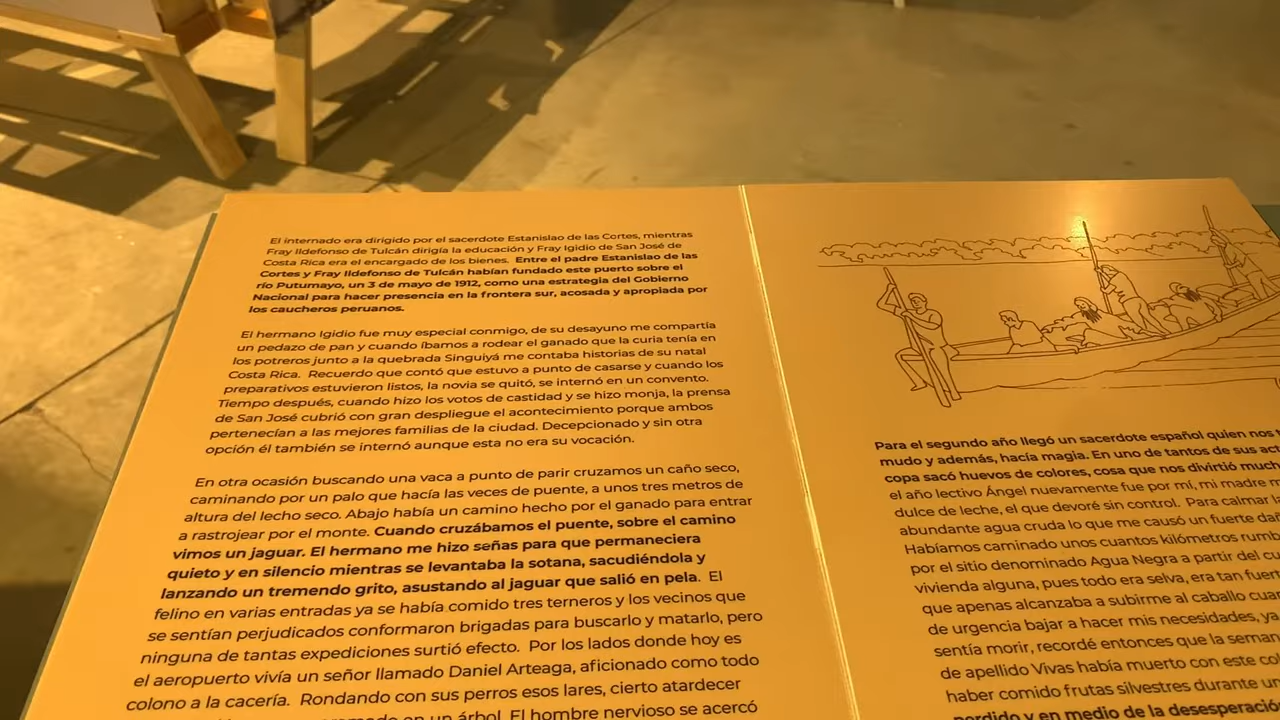 El internado era dirigido por el sacerdote Estanislao de las Cortes, mientras
Fray Ildefonso de Tulcán dirigía la educación y Fray Igidio de San José de
Costa Rica era el encargado de los bienes. Entre el padre Estanislao de las
Cortes y Fray Ildefonso de Tulcán habían fundado este puerto sobre el
río Putumayo, un 3 de mayo de 1912, como una estrategia del Gobierno
Nacional para hacer presencia en la frontera sur, acosada y apropiada por
los caucheros peruanos.
El hermano Igidio fue muy especial conmigo, de su desayuno me compartía
un pedazo de pan y cuando íbamos a rodear el ganado que la curia tenía en
los potreros junto a la quebrada Singuiyá me contaba historias de su natal
Costa Rica. Recuerdo que contó que estuvo a punto de casarse y cuando los
preparativos estuvieron listos, la novia se quitó, se internó en un convento.
Tiempo después, cuando hizo los votos de castidad y se hizo monja, la prensa
de San José cubrió con gran despliegue el acontecimiento porque ambos
pertenecían a las mejores familias de la ciudad. Decepcionado y sin otra
opción él también se internó aunque esta no era su vocación.
En otra ocasión buscando una vaca a punto de parir cruzamos un caño seco,
caminando por un palo que hacía las veces de puente, a unos tres metros de
altura del lecho seco. Abajo había un camino hecho por el ganado para entrar
a rastrojear por el monte. Cuando cruzábamos el puente, sobre el camino
vimos un jaguar. El hermano me hizo señas para que permaneciera
quieto y en silencio mientras se levantaba la sotana, sacudiéndola y
lanzando un tremendo grito, asustando al jaguar que salió en pela. El
felino en varias entradas ya se había comido tres terneros y los vecinos que
se sentían perjudicados conformaron brigadas para buscarlo y matarlo, pero
ninguna de tantas expediciones surtió efecto. Por los lados donde hoy es
el aeropuerto vivía un señor llamado Daniel Arteaga, aficionado como todo
colono a la cacería. Rondando con sus perros esos lares, cierto atardecer
en un árbol. El hombre nervioso se acercó
Para el segundo año llegó un sacerdote español quien nos
mudo y además, hacía magia. En uno de tantos de sus
copa sacó huevos de colores, cosa que nos divirtió
el año lectivo Ángel nuevamente fue por mí, mi madre
dulce de leche, el que devoré sin control. Para calmar
abundante agua cruda lo que me causó un fuerte
Habíamos caminado unos cuantos kilómetros
por el sitio denominado Agua Negra a partir del
vivienda alguna, pues todo era selva, era tan
que apenas alcanzaba a subirme al caballo
de urgencia bajar a hacer mis necesidades, ya
sentía morir, recordé entonces que la
de apellido Vivas había muerto con este
haber comido frutas silvestres durante
perdido y en medio de la